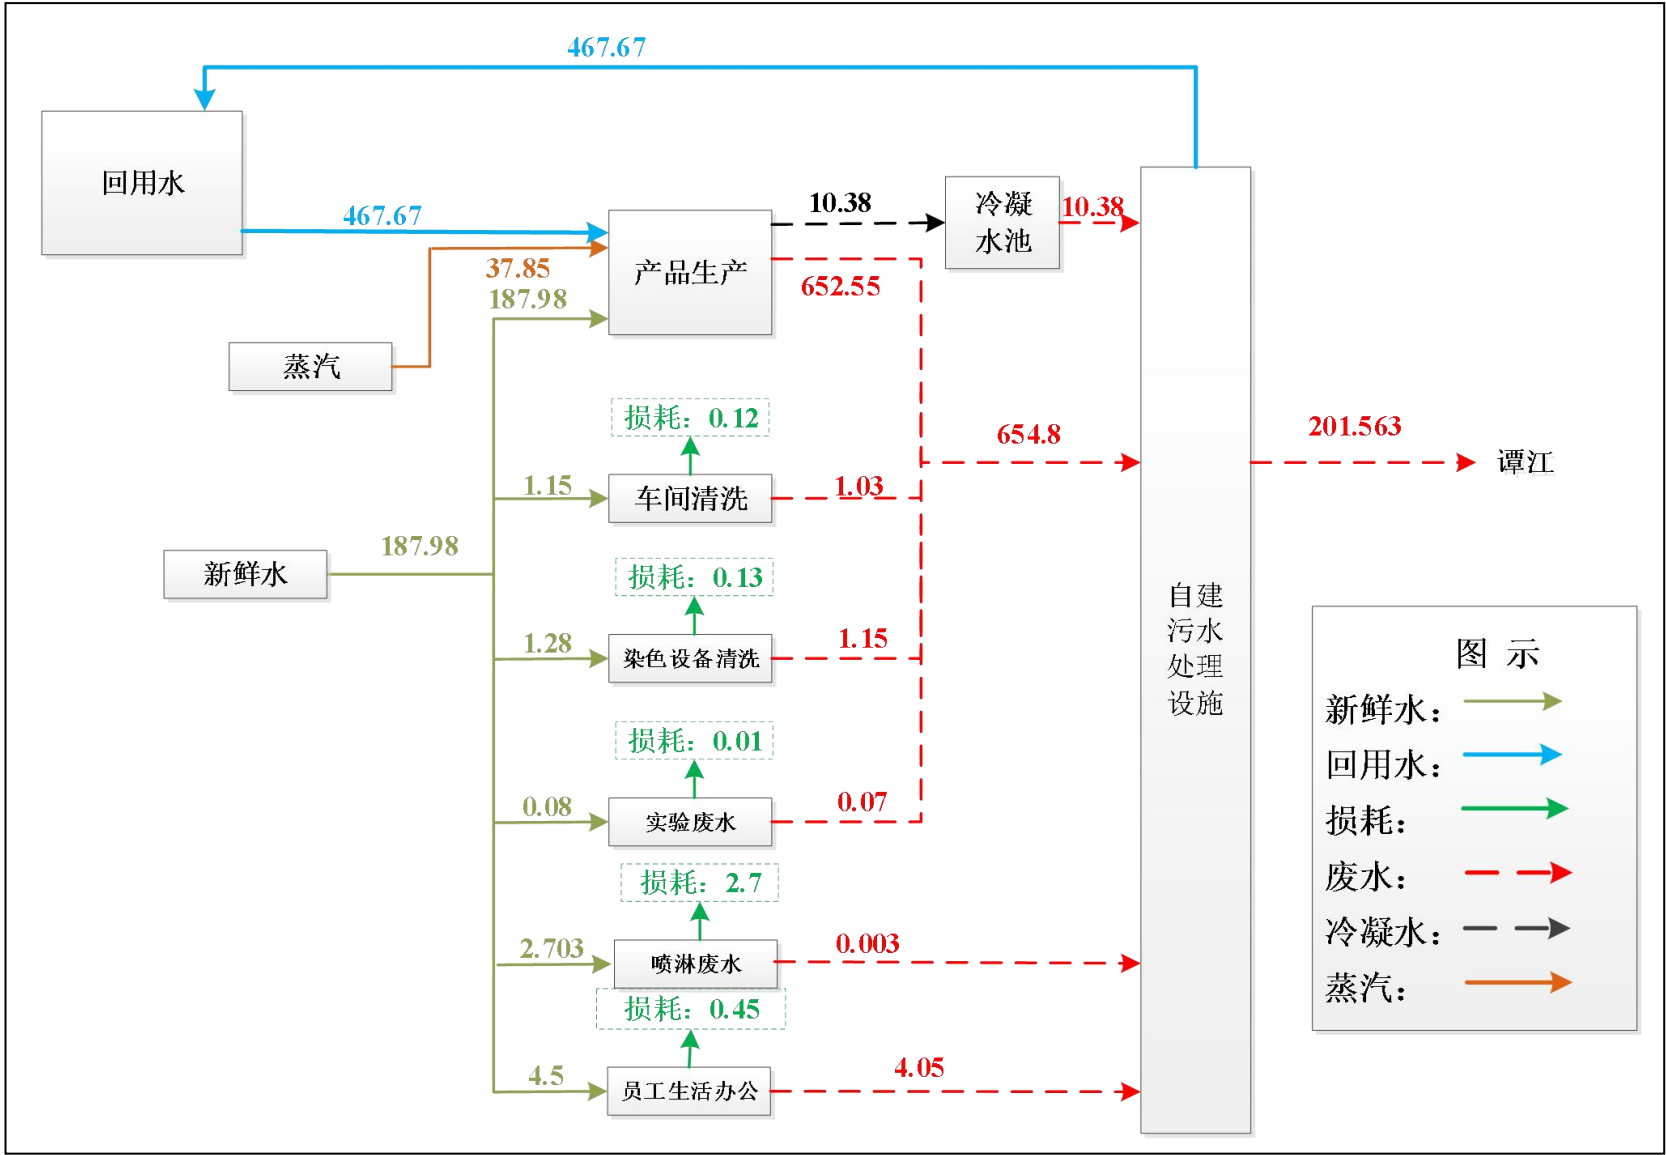 467.67
回用水
467.67
37.85
187.98
蒸汽
产品生产
10.38
652.55
冷凝
水池
10.38
损耗：0.12
1.15
车间清洗
1.03
654.8
201.563
谭江
新鲜水
187.98
损耗：0.13
1.28
染色设备清洗
1.15
损耗：0.01
0.08
实验废水
0.07
损耗：2.7
2.703
喷淋废水
0.003
损耗：0.45
4.5
员工生活办公
4.05
自建
污水
处理
设施
图 示
新鲜水：
回用水：
损耗：
废水：
冷凝水：
蒸汽：